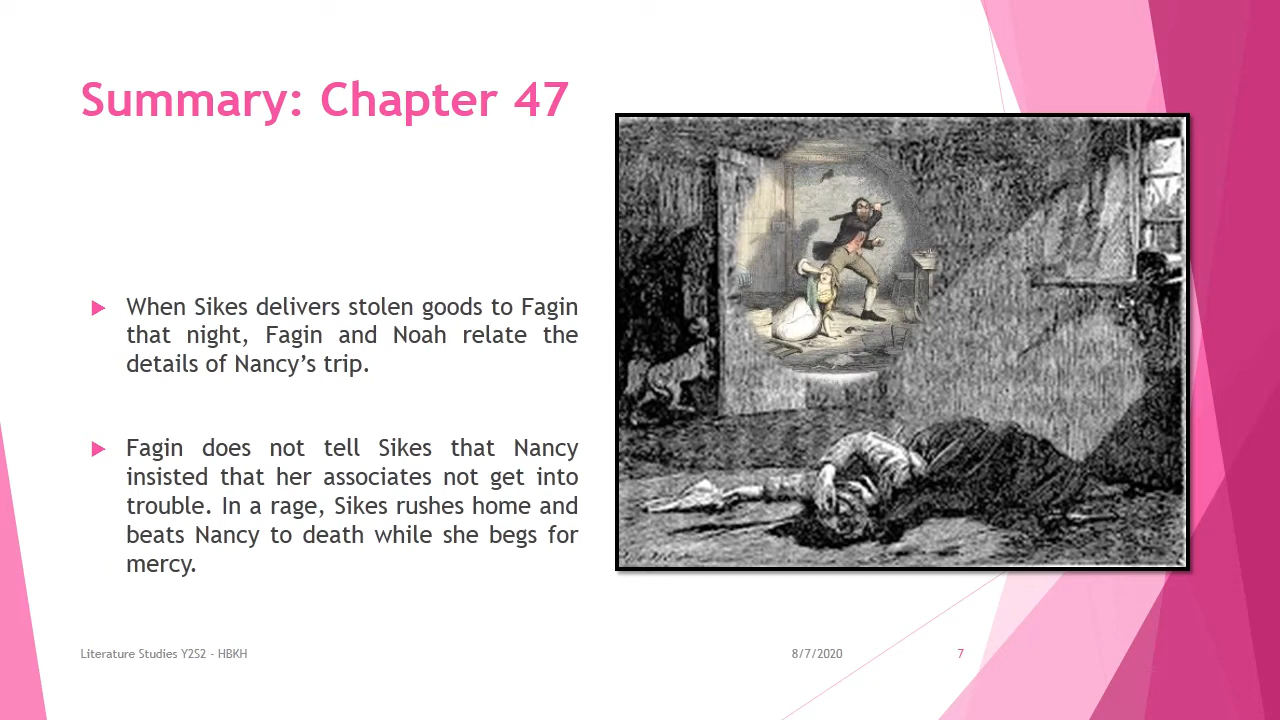 Summary: Chapter 47
When Sikes delivers stolen goods to Fagin
that night, Fagin and Noah relate the
details of Nancy’s trip.
Fagin does not tell Sikes that Nancy
insisted that her associates not get into
trouble. In a rage, Sikes rushes home and
beats Nancy to death while she begs for
mercy.
Literature Studies Y2S2 - HBKH
8/7/2020
7